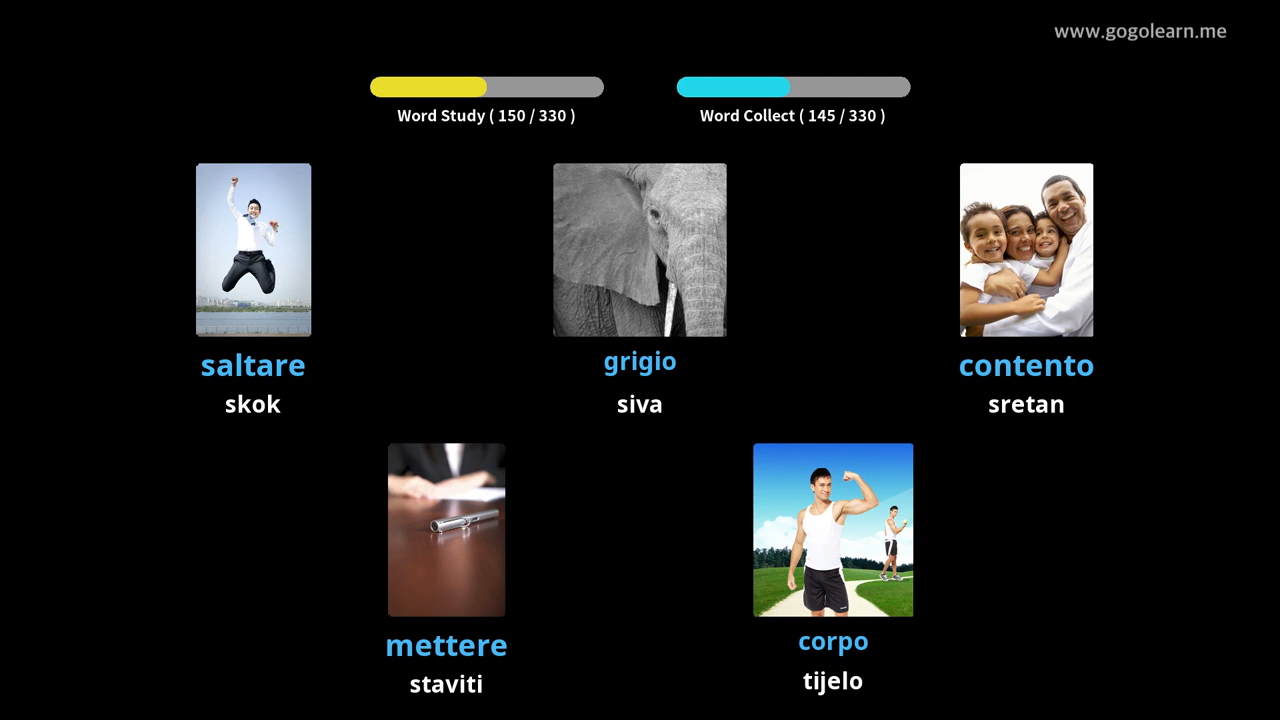 www.gogolearn.me
Word Study ( 150 / 330 )
Word Collect ( 145 / 330 )
saltare
skok
grigio
siva
contento
sretan
mettere
staviti
corpo
tijelo